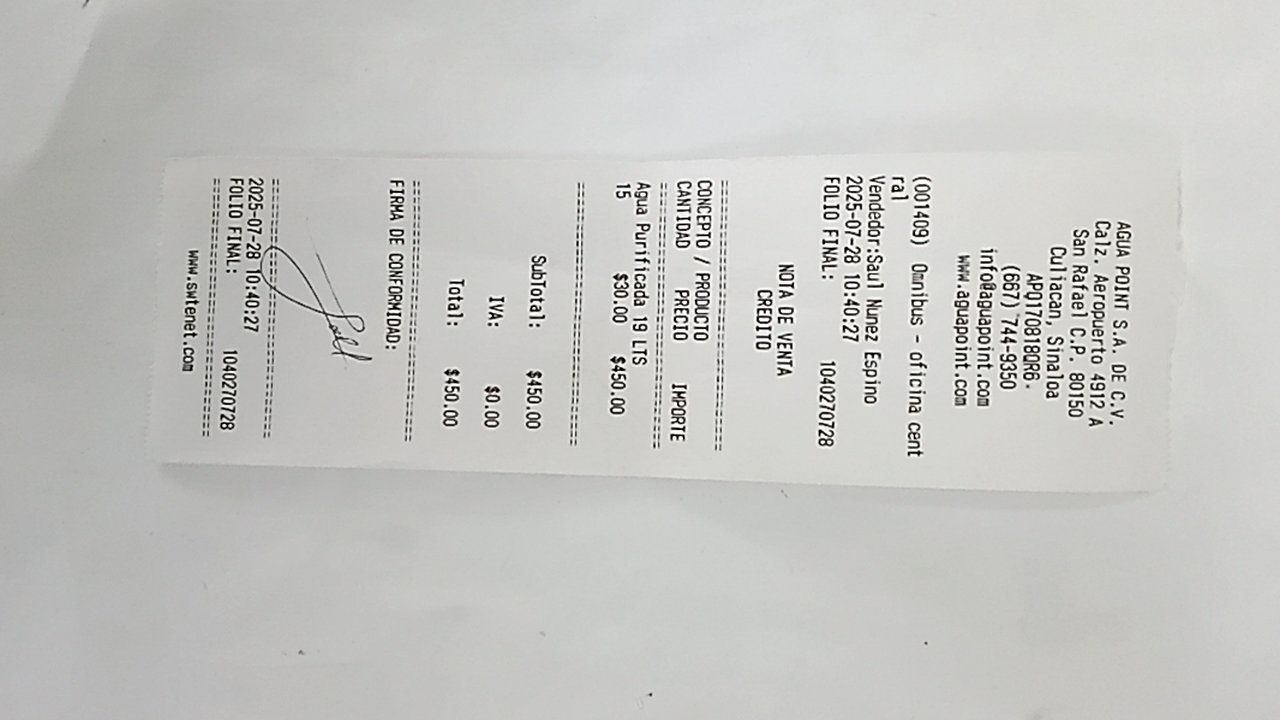 AGUA POINT S.A. DE C.V.
Calz. Aeropuerto 4912 A
San Rafael C.P. 80150
Culiacan, Sinaloa
APO170818QR6.
(667) 744-9350
info@aguapoint.com
www.aguapoint.com
(001409) Omnibus - oficina cent
ral
Vendedor:Saul Nunez Espino
2025-07-28 10:40:27
FOLIO FINAL: 1040270728
NOTA DE VENTA
CREDITO
================================
CONCEPTO / PRODUCTO
CANTIDAD PRECIO IMPORTE
================================
Agua Purificada 19 LTS
15 $30.00 $450.00
================================
SubTotal: $450.00
IVA: $0.00
Total: $450.00
================================
FIRMA DE CONFORMIDAD:
================================
2025-07-28 10:40:27
FOLIO FINAL: 1040270728
================================
www.swtenet.com